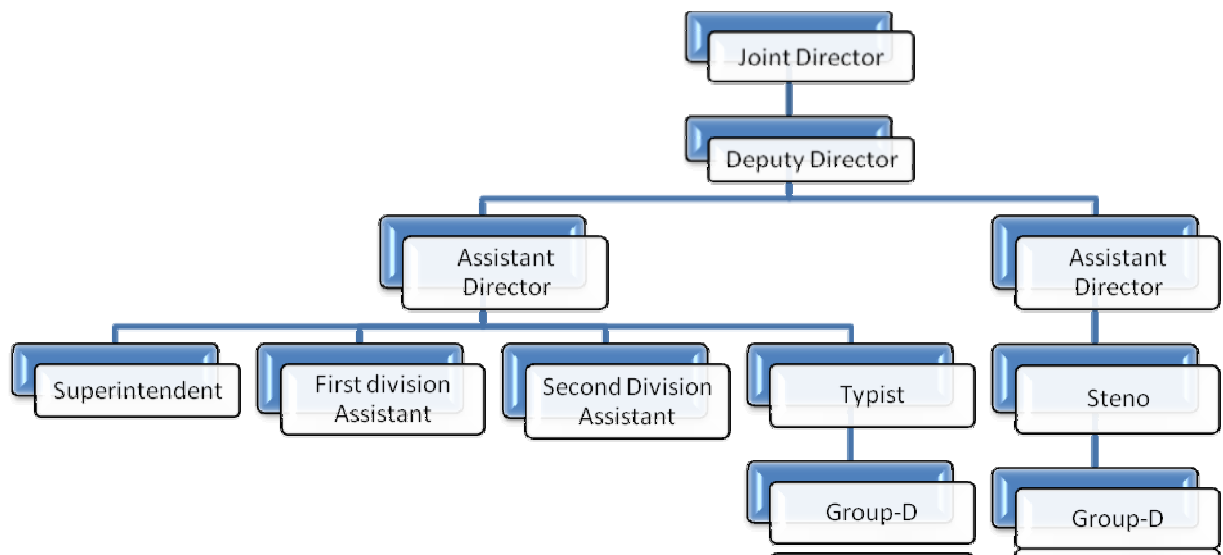 Joint Director
Deputy Director
Assistant
Director
Assistant
Director
Superintendent
First division
Assistant
Second Division
Assistant
Typist
Steno
Group-D
Group-D